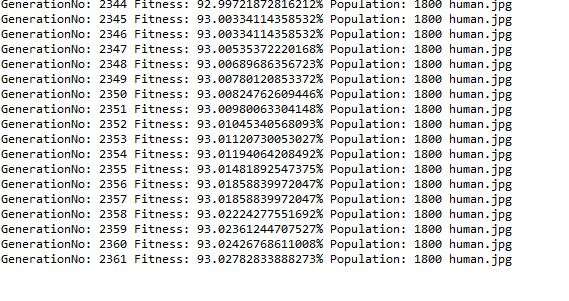 GenerationNo: 2344 Fitness: 92.99721872816212% Population: 1800 human.jpg
GenerationNo: 2345 Fitness: 93.00334114358532% Population: 1800 human.jpg
GenerationNo: 2346 Fitness: 93.00334114358532% Population: 1800 human.jpg
GenerationNo: 2347 Fitness: 93.00535372220168% Population: 1800 human.jpg
GenerationNo: 2348 Fitness: 93.00689686356723% Population: 1800 human.jpg
GenerationNo: 2349 Fitness: 93.00780120853372% Population: 1800 human.jpg
GenerationNo: 2350 Fitness: 93.00824762609446% Population: 1800 human.jpg
GenerationNo: 2351 Fitness: 93.00980063304148% Population: 1800 human.jpg
GenerationNo: 2352 Fitness: 93.01045340568093% Population: 1800 human.jpg
GenerationNo: 2353 Fitness: 93.01120730053027% Population: 1800 human.jpg
GenerationNo: 2354 Fitness: 93.01194064208492% Population: 1800 human.jpg
GenerationNo: 2355 Fitness: 93.01481892547375% Population: 1800 human.jpg
GenerationNo: 2356 Fitness: 93.01858839972047% Population: 1800 human.jpg
GenerationNo: 2357 Fitness: 93.01858839972047% Population: 1800 human.jpg
GenerationNo: 2358 Fitness: 93.02224277551692% Population: 1800 human.jpg
GenerationNo: 2359 Fitness: 93.02361244707527% Population: 1800 human.jpg
GenerationNo: 2360 Fitness: 93.02426768611008% Population: 1800 human.jpg
GenerationNo: 2361 Fitness: 93.02782833888273% Population: 1800 human.jpg